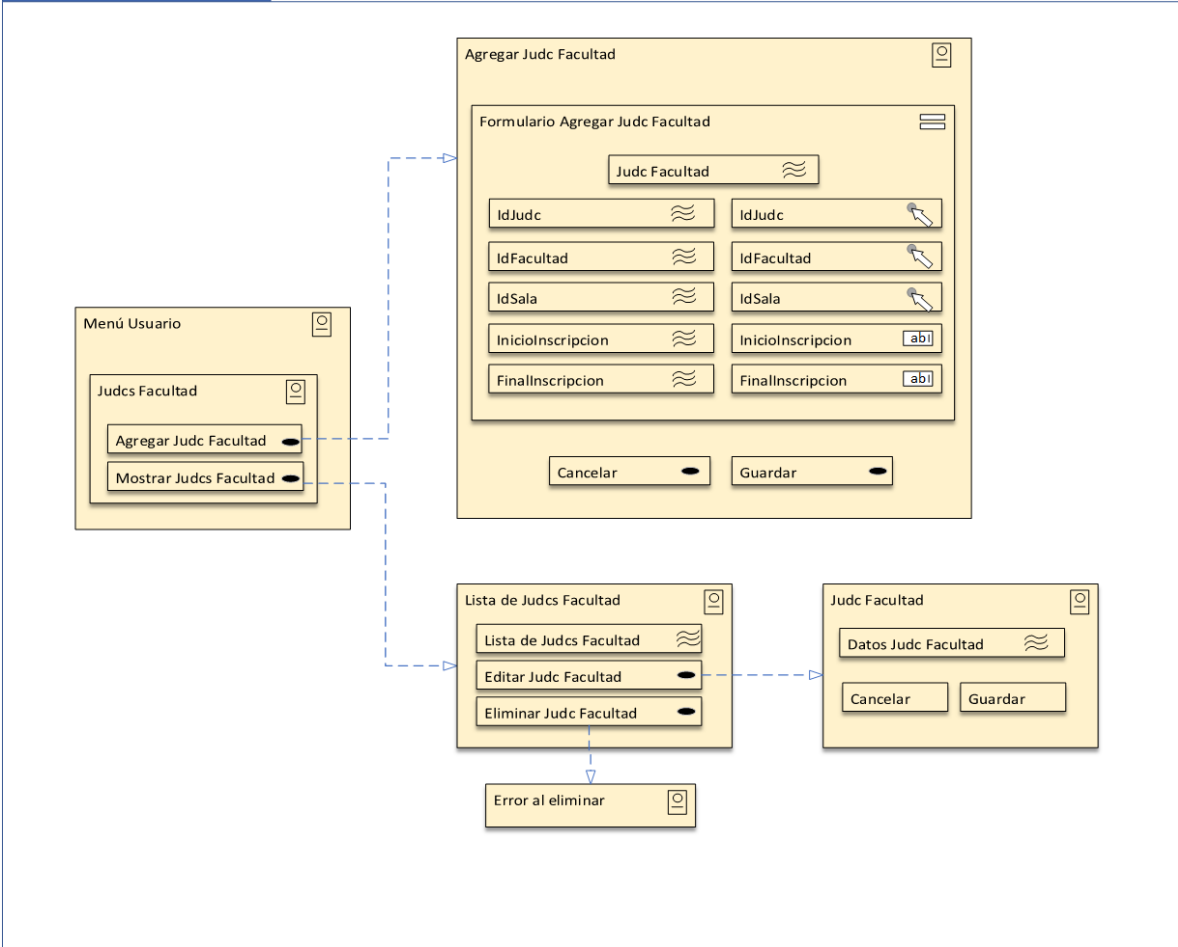 Agregar Judc Facultad
Formulario Agregar Judc Facultad
Judc Facultad
IdJudc
IdJudc
IdFacultad
IdFacultad
IdSala
IdSala
InicioInscripcion
InicioInscripcion
abI
FinalInscripcion
FinalInscripcion
abI
Cancelar
Guardar
Menú Usuario
Judcs Facultad
Agregar Judc Facultad
Mostrar Judcs Facultad
Lista de Judcs Facultad
Lista de Judcs Facultad
Editar Judc Facultad
Eliminar Judc Facultad
Error al eliminar
Judc Facultad
Datos Judc Facultad
Cancelar
Guardar